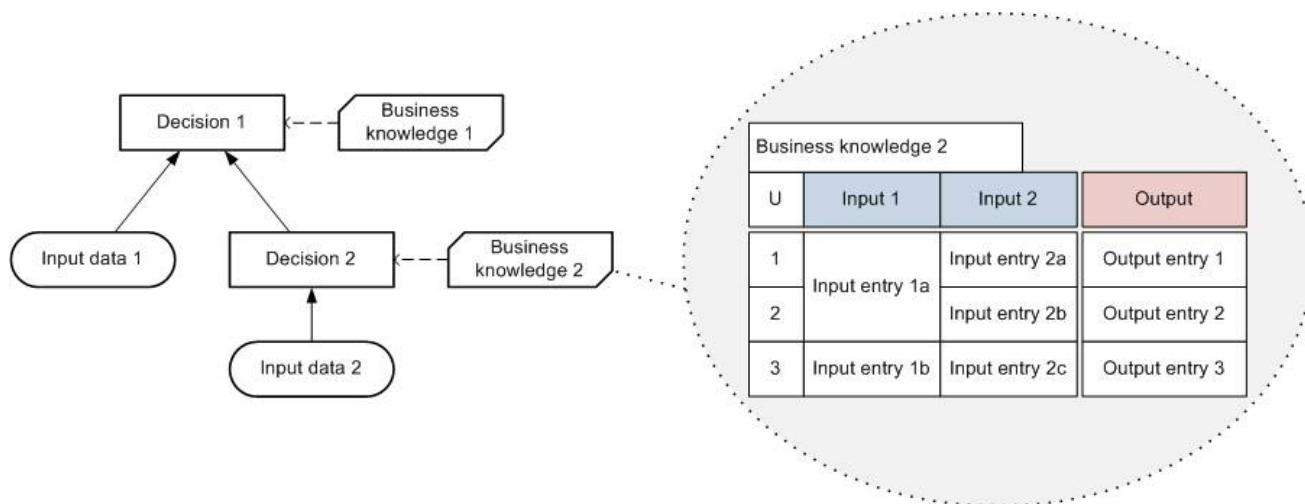 Decision 1
Business
knowledge 1
Input data 1
Decision 2
Business
knowledge 2
Input data 2
Business knowledge 2
U Input 1 Input 2 Output
1 Input entry 1a Input entry 2a Output entry 1
2 Input entry 2b Output entry 2
3 Input entry 1b Input entry 2c Output entry 3